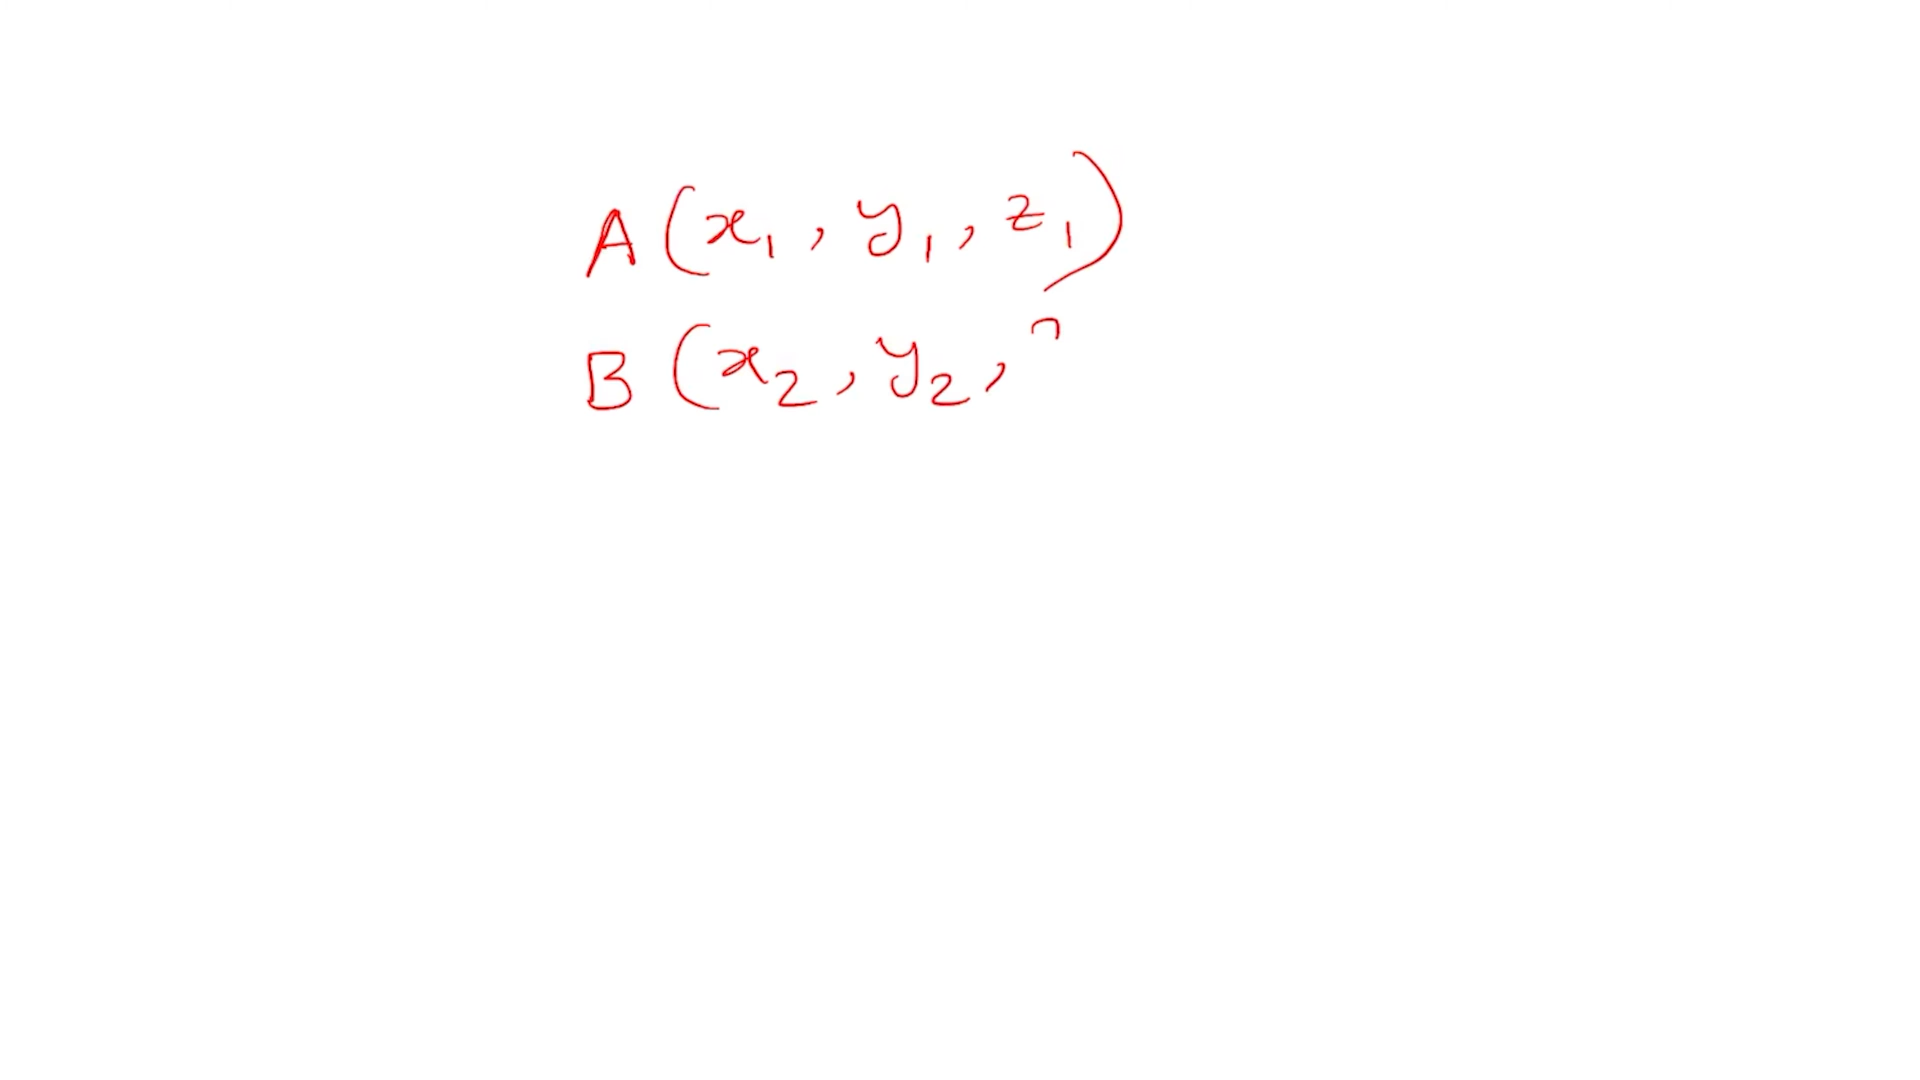 A (x₁, y₁, z₁)
B (x₂, y₂,